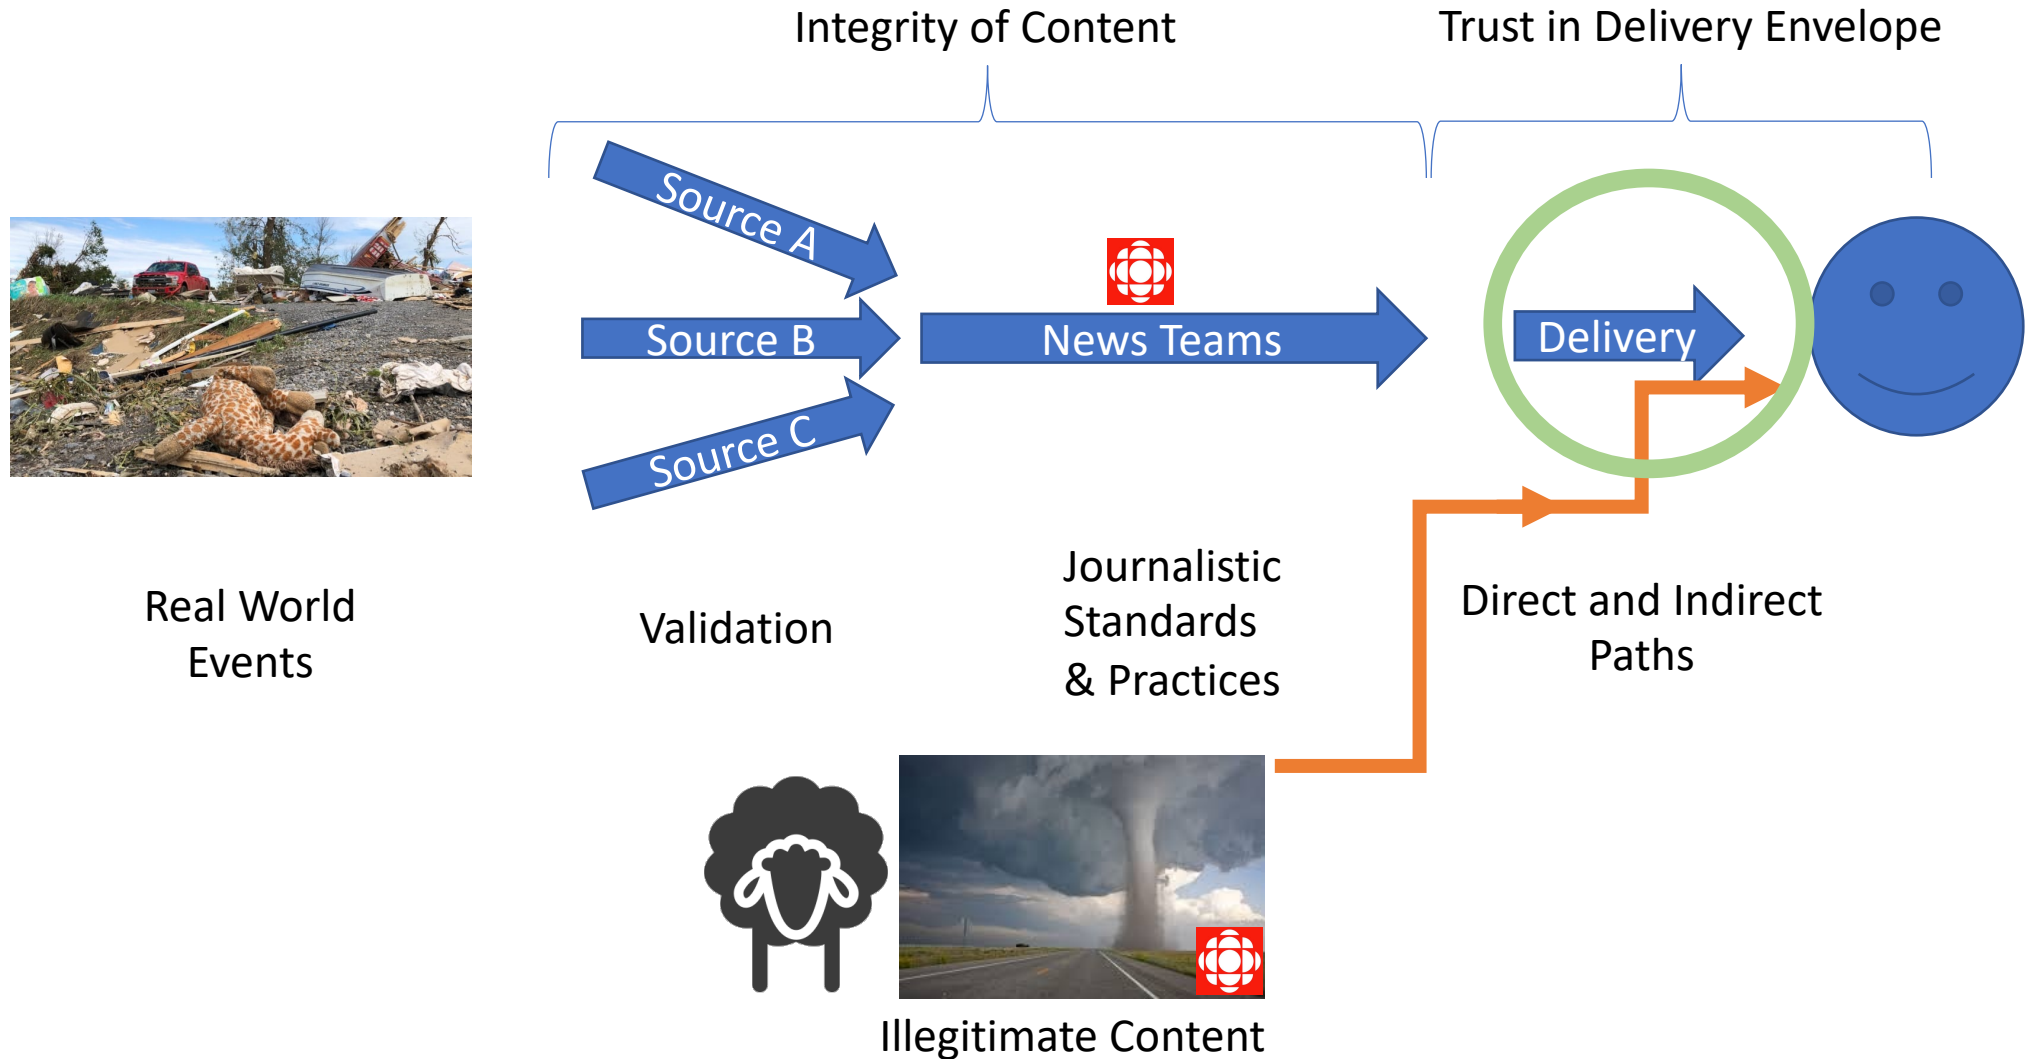 Integrity of Content
Trust in Delivery Envelope
Source A
Source B
Source C
News Teams
Delivery
Real World
Events
Validation
Journalistic
Standards
& Practices
Direct and Indirect
Paths
Illegitimate Content